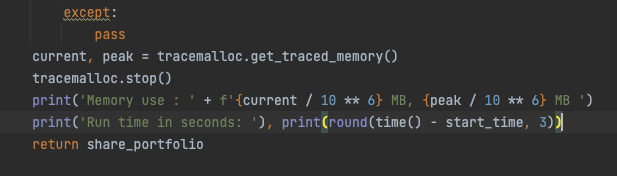 except:
pass
current, peak = tracemalloc.get_traced_memory()
tracemalloc.stop()
print('Memory use : ' + f'{current / 10 ** 6} MB, {peak / 10 ** 6} MB ')
print('Run time in seconds: '), print(round(time() - start_time, 3))
return share_portfolio